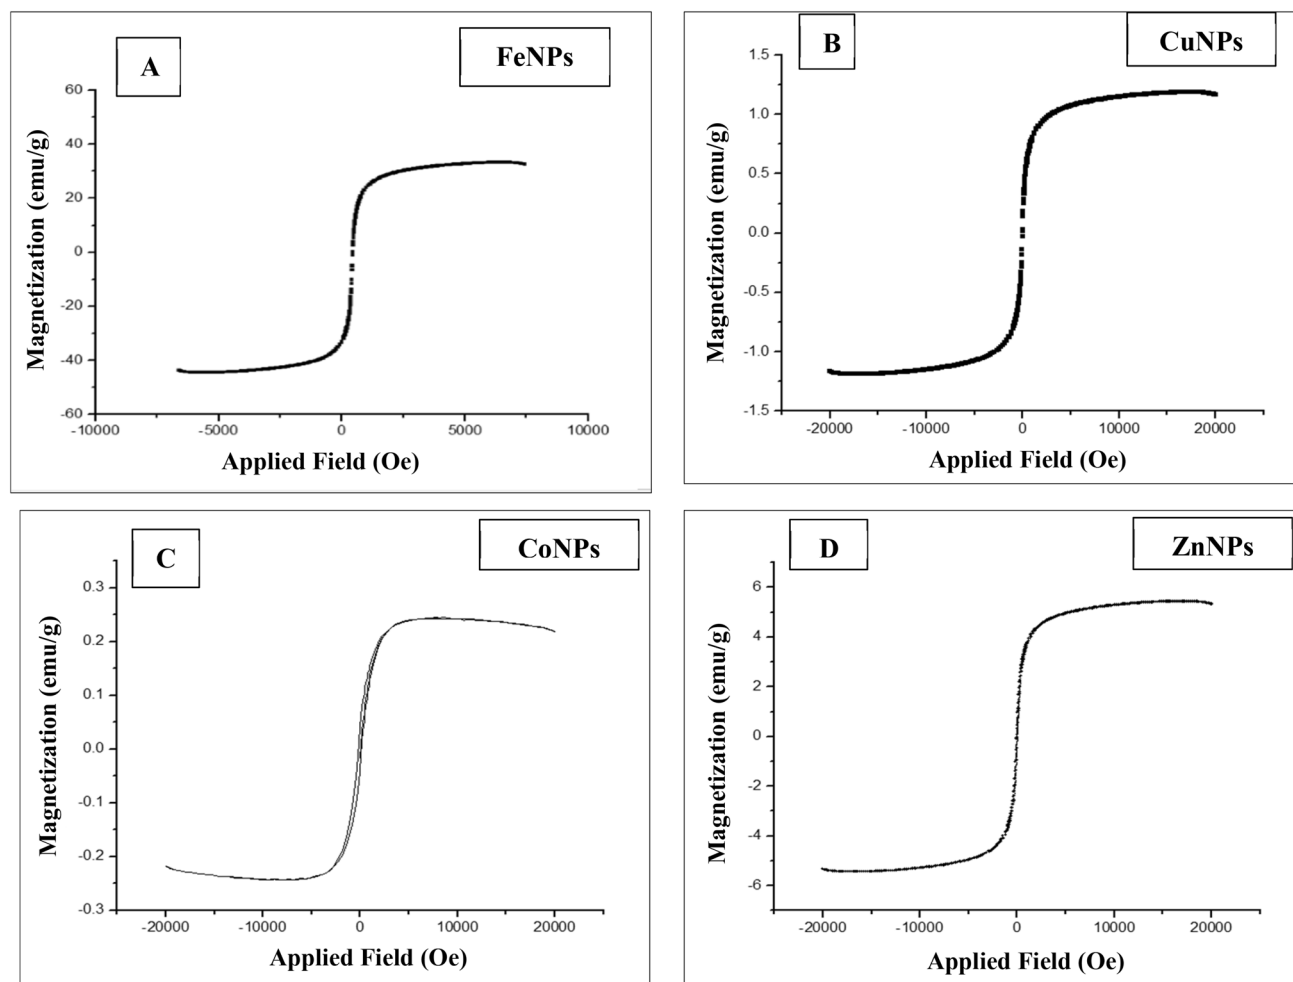 A
FeNPs
Magnetization (emu/g)
60
40
20
0
-20
-40
-60
-10000 -5000 0 5000 10000
Applied Field (Oe)
B
CuNPs
Magnetization (emu/g)
1.5
1.0
0.5
0.0
-0.5
-1.0
-1.5
-20000 -10000 0 10000 20000
Applied Field (Oe)
C
CoNPs
Magnetization (emu/g)
0.3
0.2
0.1
0.0
-0.1
-0.2
-0.3
-20000 -10000 0 10000 20000
Applied Field (Oe)
D
ZnNPs
Magnetization (emu/g)
6
4
2
0
-2
-4
-6
-20000 -10000 0 10000 20000
Applied Field (Oe)